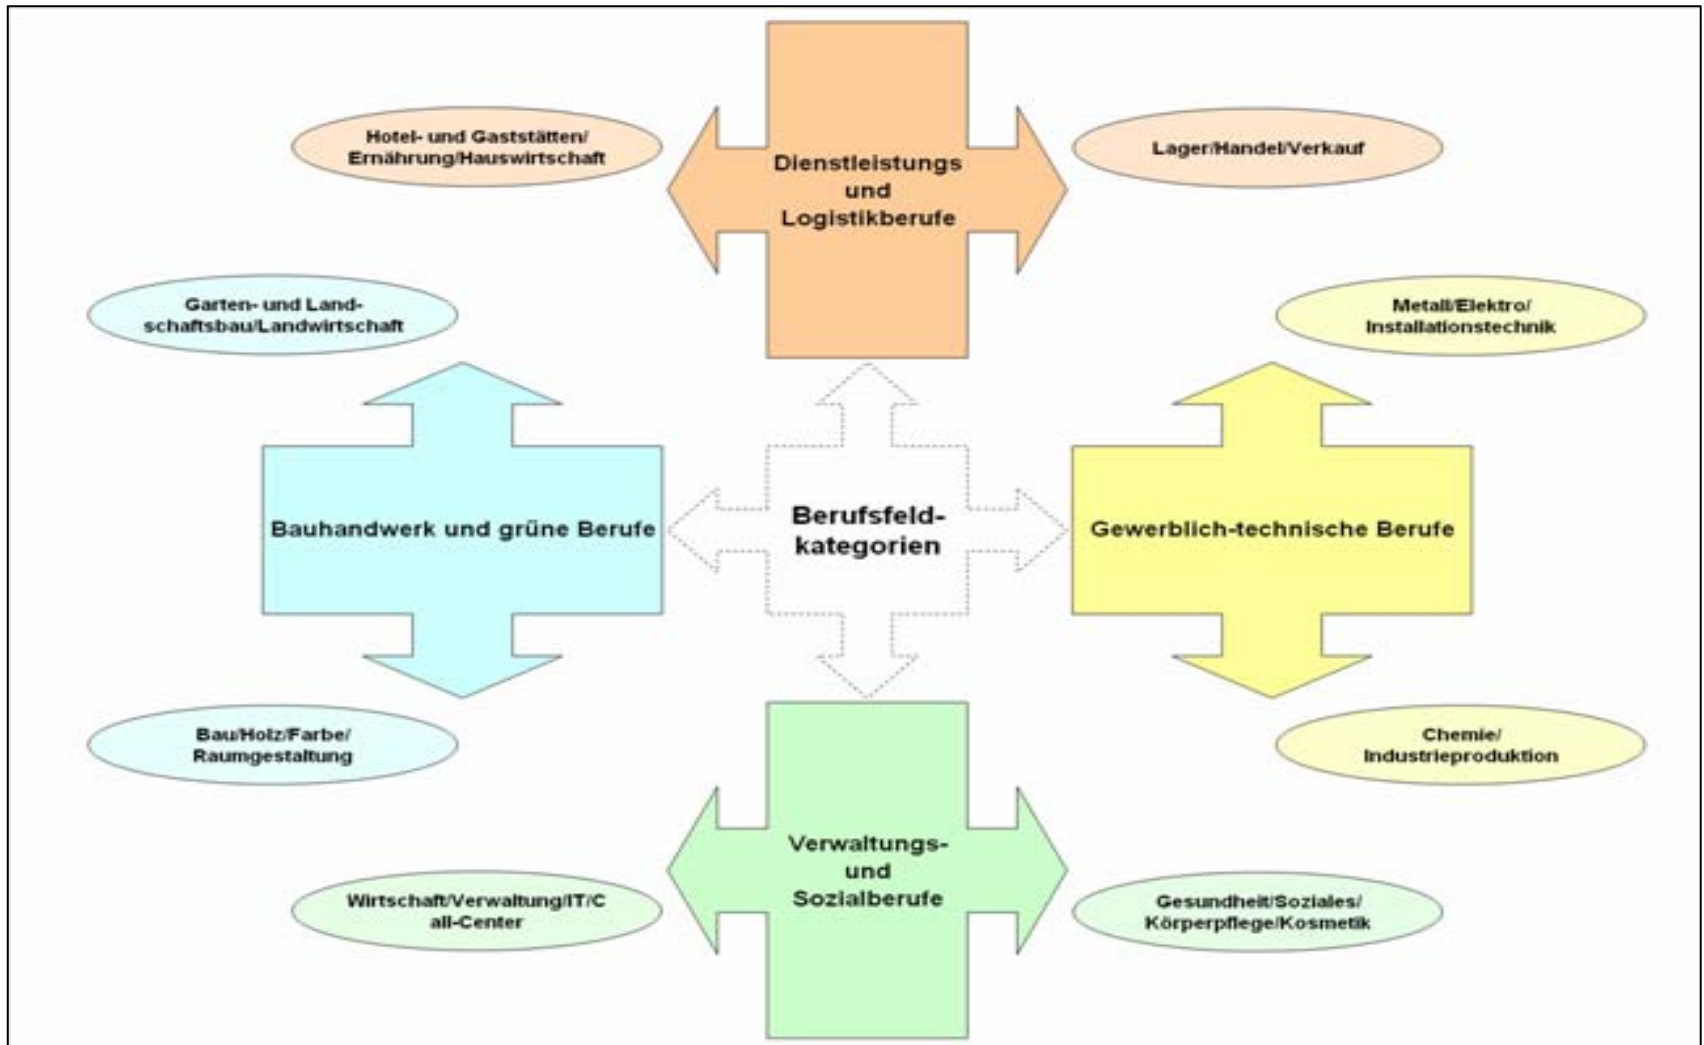 Hotel- und Gaststätten/
Ernährung/Hauswirtschaft
Dienstleistungs
und
Logistikberufe
Lager/Handel/Verkauf
Garten- und Land-
schaftsbau/Landwirtschaft
Metall/Elektro/
Installationstechnik
Bauhandwerk und grüne Berufe
Berufsfeld-
kategorien
Gewerblich-technische Berufe
Bau/Holz/Farbe/
Raumgestaltung
Chemie/
Industrieproduktion
Verwaltungs-
und
Sozialberufe
Wirtschaft/Verwaltung/IT/C
all-Center
Gesundheit/Soziales/
Körperpflege/Kosmetik